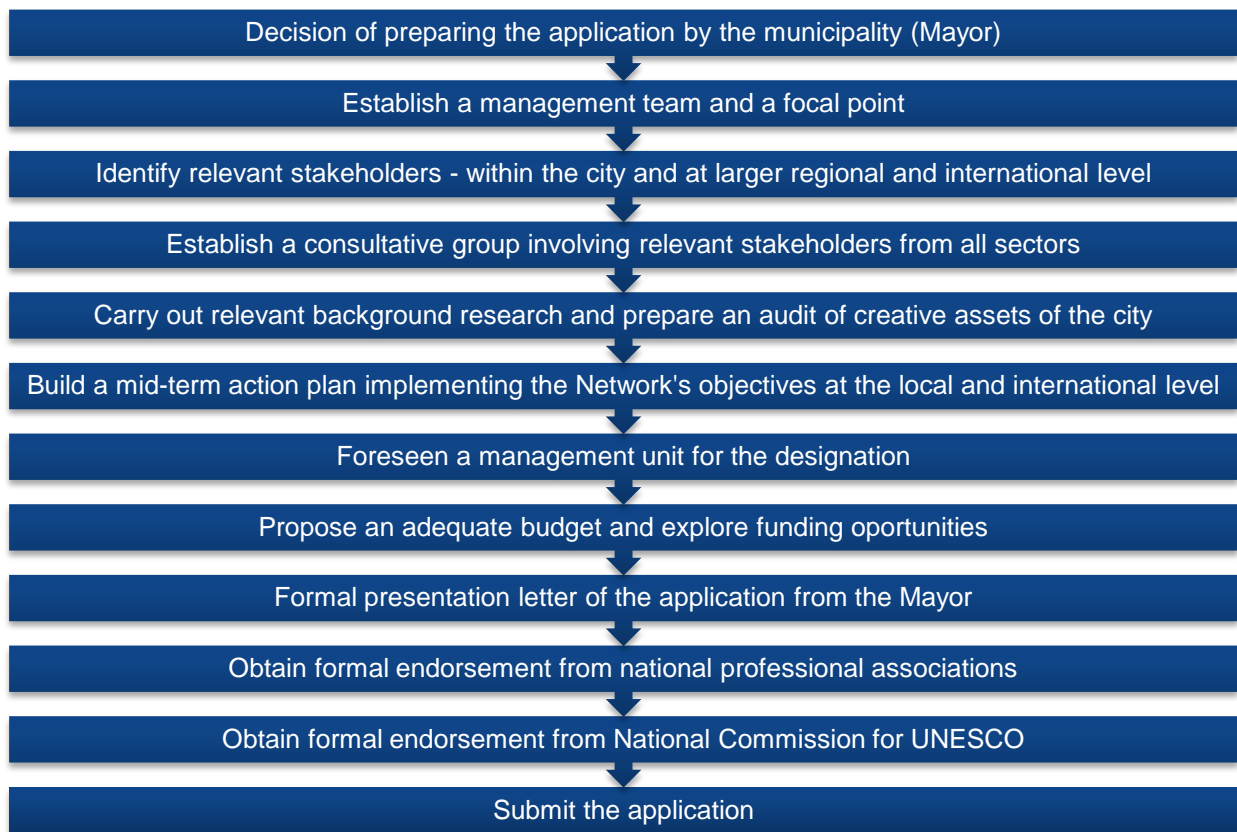 Decision of preparing the application by the municipality (Mayor)
Establish a management team and a focal point
Identify relevant stakeholders - within the city and at larger regional and international level
Establish a consultative group involving relevant stakeholders from all sectors
Carry out relevant background research and prepare an audit of creative assets of the city
Build a mid-term action plan implementing the Network's objectives at the local and international level
Foreseen a management unit for the designation
Propose an adequate budget and explore funding oportunities
Formal presentation letter of the application from the Mayor
Obtain formal endorsement from national professional associations
Obtain formal endorsement from National Commission for UNESCO
Submit the application